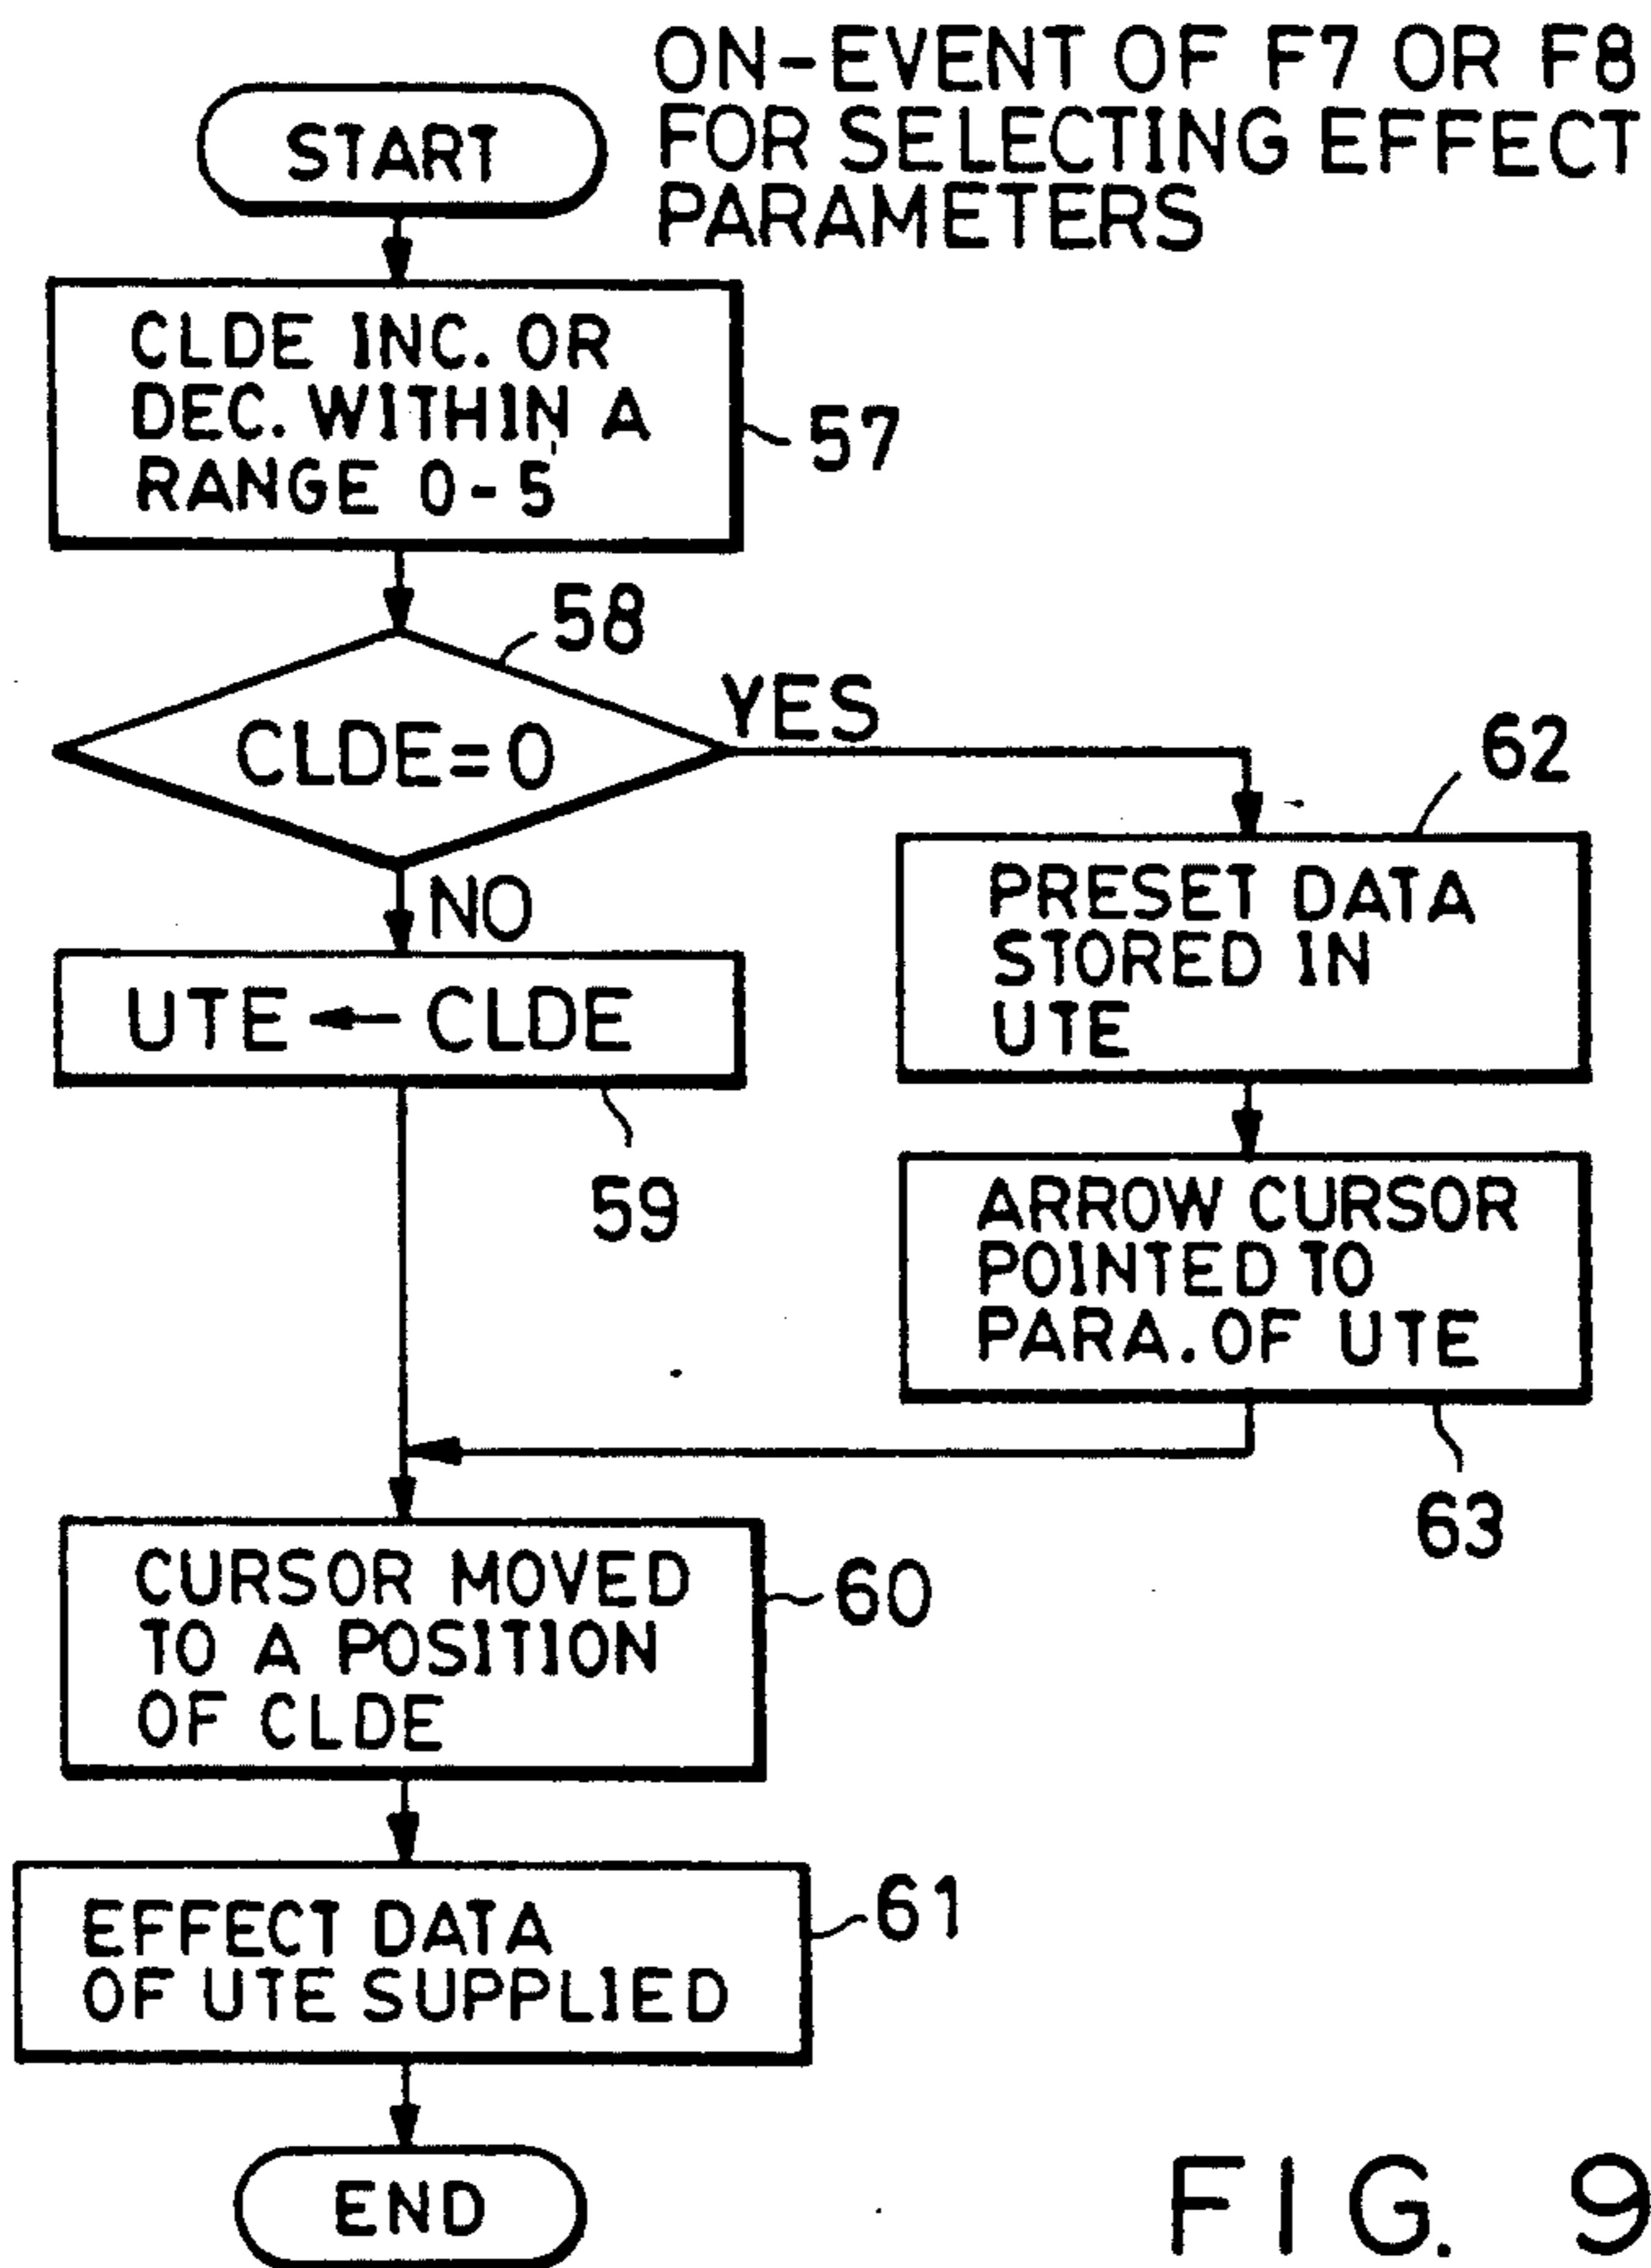 ON-EVENT OF F7 OR F8
FOR SELECTING EFFECT
PARAMETERS
START
CLDE INC. OR
DEC. WITHIN A
RANGE 0-5
57
58
CLDE=0
YES
NO
UTE ← CLDE
59
62
PRESET DATA
STORED IN
UTE
ARROW CURSOR
POINTED TO
PARA. OF UTE
63
CURSOR MOVED
TO A POSITION
OF CLDE
60
EFFECT DATA
OF UTE SUPPLIED
61
END
FIG. 9